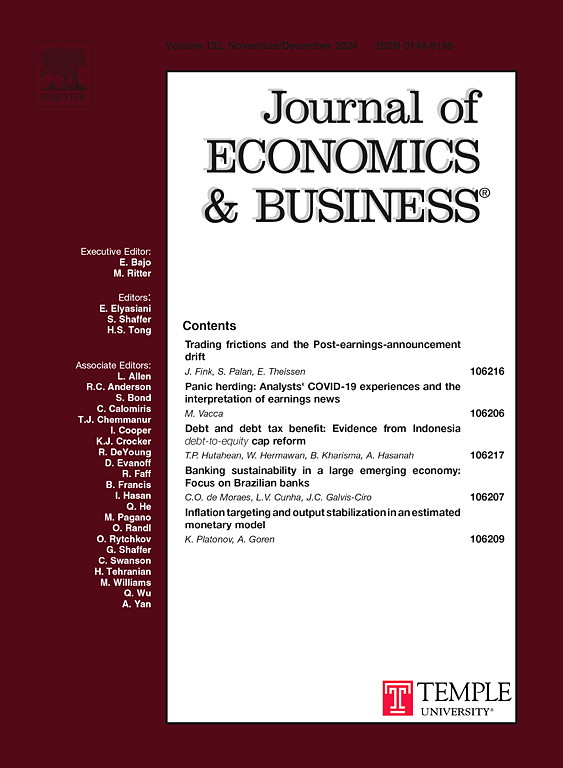 Volume 132, November/December 2024 ISSN 0148-6195
ELSEVIER
Journal of
ECONOMICS
& BUSINESS®
Executive Editor:
E. Bajo
M. Ritter
Editors:
E. Elyasiani
S. Shaffer
H.S. Tong
Associate Editors:
L. Allen
R.C. Anderson
S. Bond
C. Calomiris
T.J. Chemmanur
I. Cooper
K.J. Crocker
R. DeYoung
D. Evanoff
R. Faff
B. Francis
I. Hasan
Q. He
M. Pagano
O. Randl
O. Rytchkov
G. Shaffer
C. Swanson
H. Tehranian
M. Williams
Q. Wu
A. Yan
Contents
Trading frictions and the Post-earnings-announcement
drift
J. Fink, S. Palan, E. Theissen 106216
Panic herding: Analysts' COVID-19 experiences and the
interpretation of earnings news
M. Vacca 106206
Debt and debt tax benefit: Evidence from Indonesia
debt-to-equity cap reform
T.P. Hutahean, W. Hermawan, B. Kharisma, A. Hasanah 106217
Banking sustainability in a large emerging economy:
Focus on Brazilian banks
C.O. de Moraes, L.V. Cunha, J.C. Galvis-Ciro 106207
Inflation targeting and output stabilization in an estimated
monetary model
K. Platonov, A. Goren 106209
TEMPLE
UNIVERSITY®